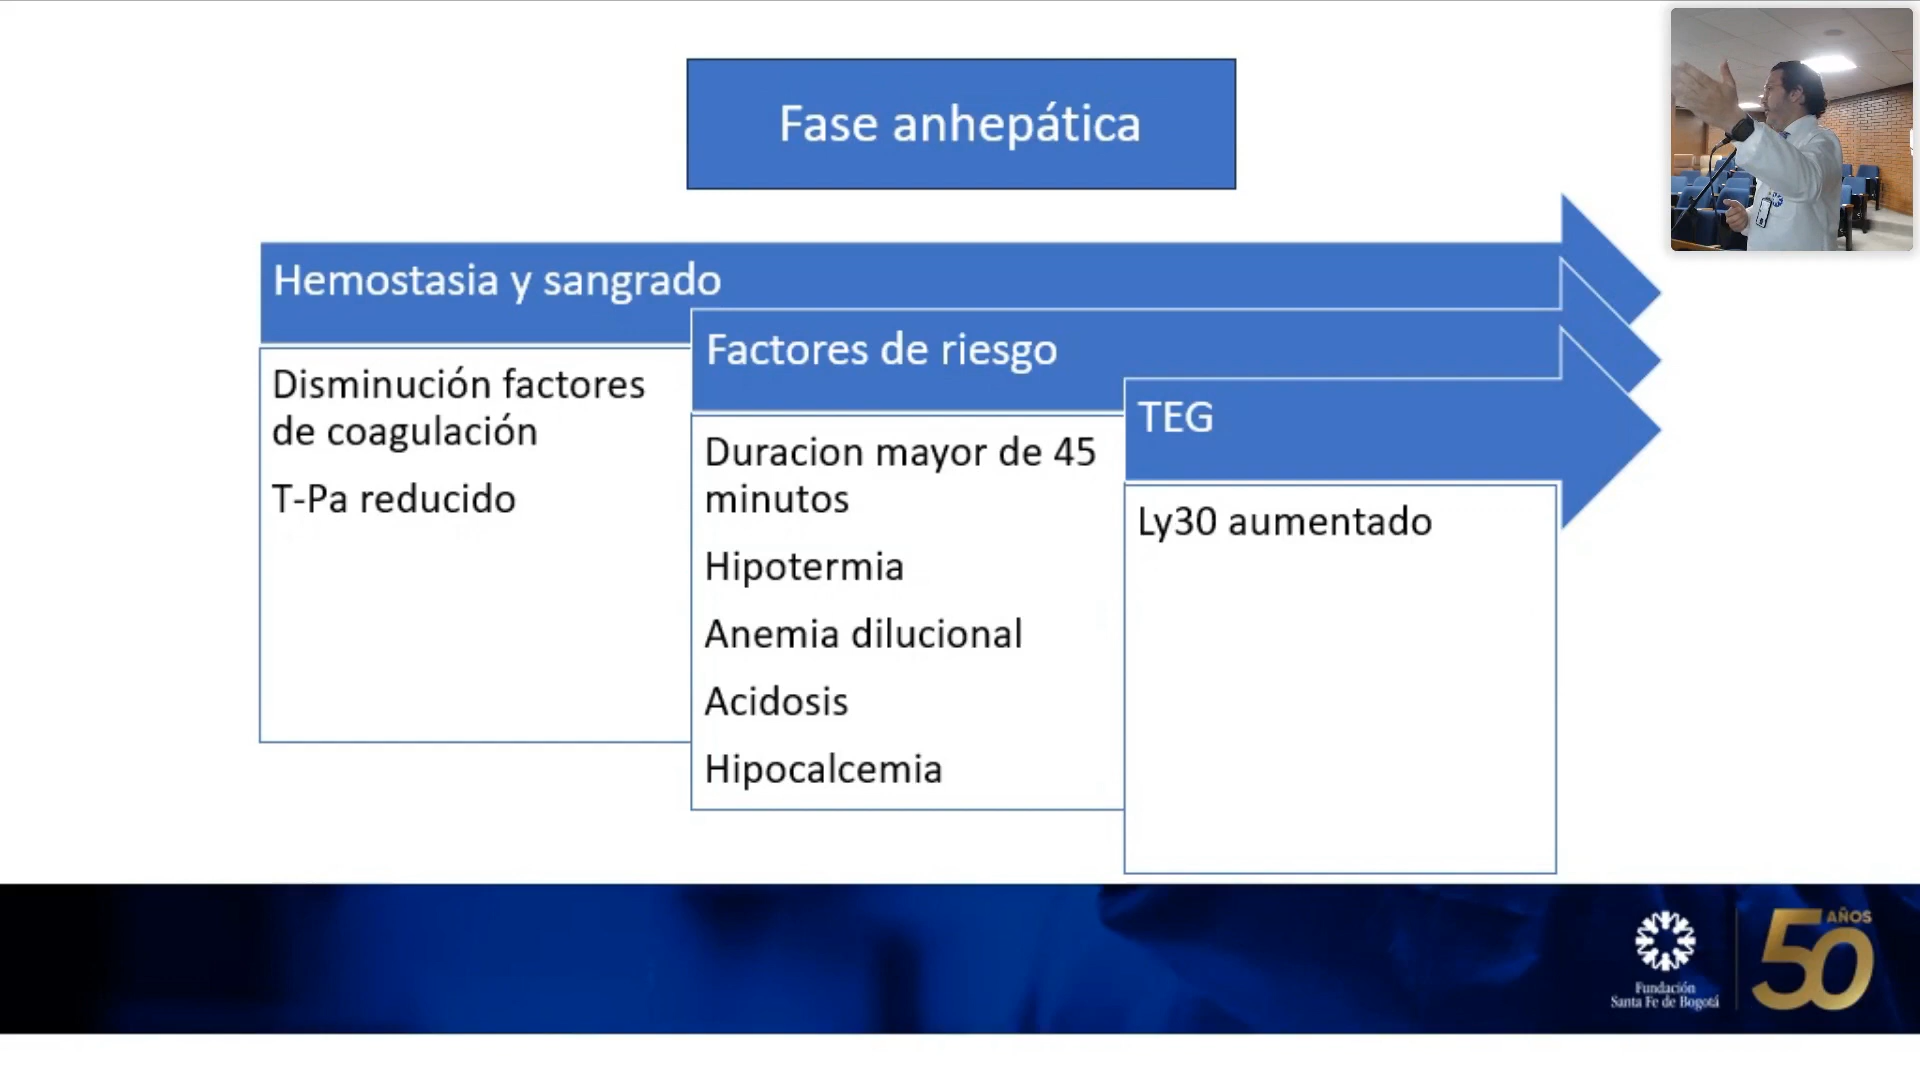 Fase anhepática
Hemostasia y sangrado
Disminución factores
de coagulación
T-Pa reducido
Factores de riesgo
Duracion mayor de 45
minutos
Hipotermia
Anemia dilucional
Acidosis
Hipocalcemia
TEG
Ly30 aumentado
Fundación
Santa Fe de Bogotá
50 AÑOS